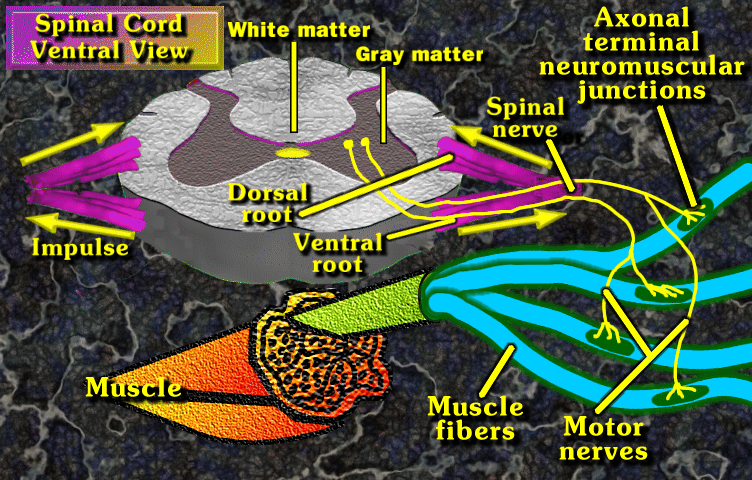 Spinal Cord
Ventral View
White matter
Gray matter
Axonal
terminal
neuromuscular
junctions
Spinal
nerve
Dorsal
root
Ventral
root
Impulse
Muscle
Muscle
fibers
Motor
nerves